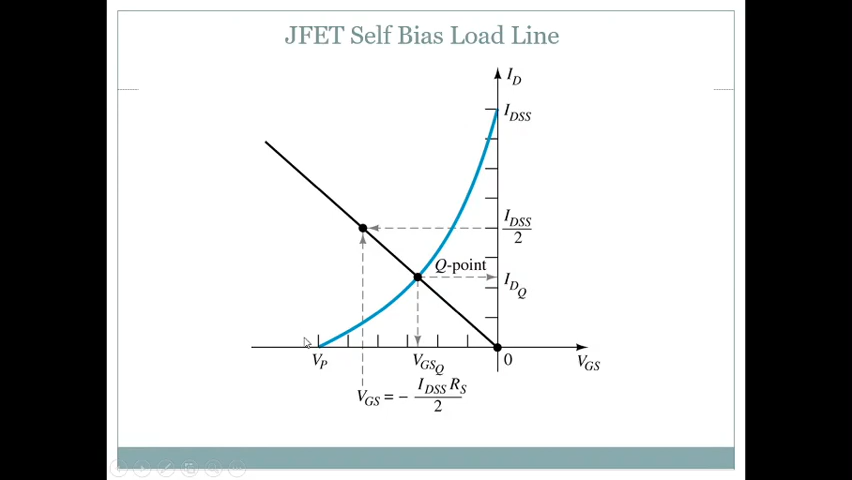 JFET Self Bias Load Line
I_D
I_DSS
I_DSS
2
Q-point
I_DQ
V_P
V_GSQ
0
V_GS
V_GS = − I_DSS R_S
2